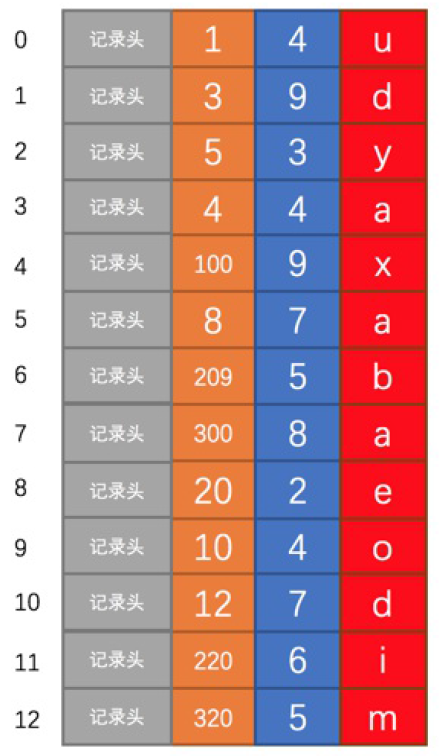 0 记录头 1 4 u
1 记录头 3 9 d
2 记录头 5 3 y
3 记录头 4 4 a
4 记录头 100 9 x
5 记录头 8 7 a
6 记录头 209 5 b
7 记录头 300 8 a
8 记录头 20 2 e
9 记录头 10 4 o
10 记录头 12 7 d
11 记录头 220 6 i
12 记录头 320 5 m